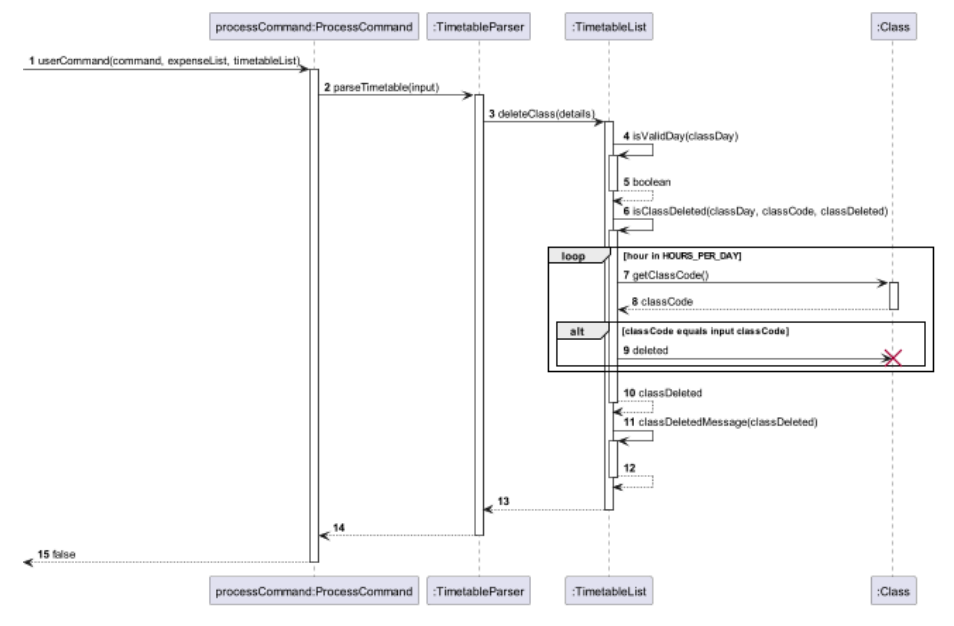 processCommand:ProcessCommand :TimetableParser :TimetableList :Class
1 userCommand(command, expenseList, timetableList)
2 parseTimetable(input)
3 deleteClass(details)
4 isValidDay(classDay)
5 boolean
6 isClassDeleted(classDay, classCode, classDeleted)
loop [hour in HOURS_PER_DAY]
7 getClassCode()
8 classCode
alt [classCode equals input classCode]
9 deleted
10 classDeleted
11 classDeletedMessage(classDeleted)
12
13
14
15 false
processCommand:ProcessCommand :TimetableParser :TimetableList :Class